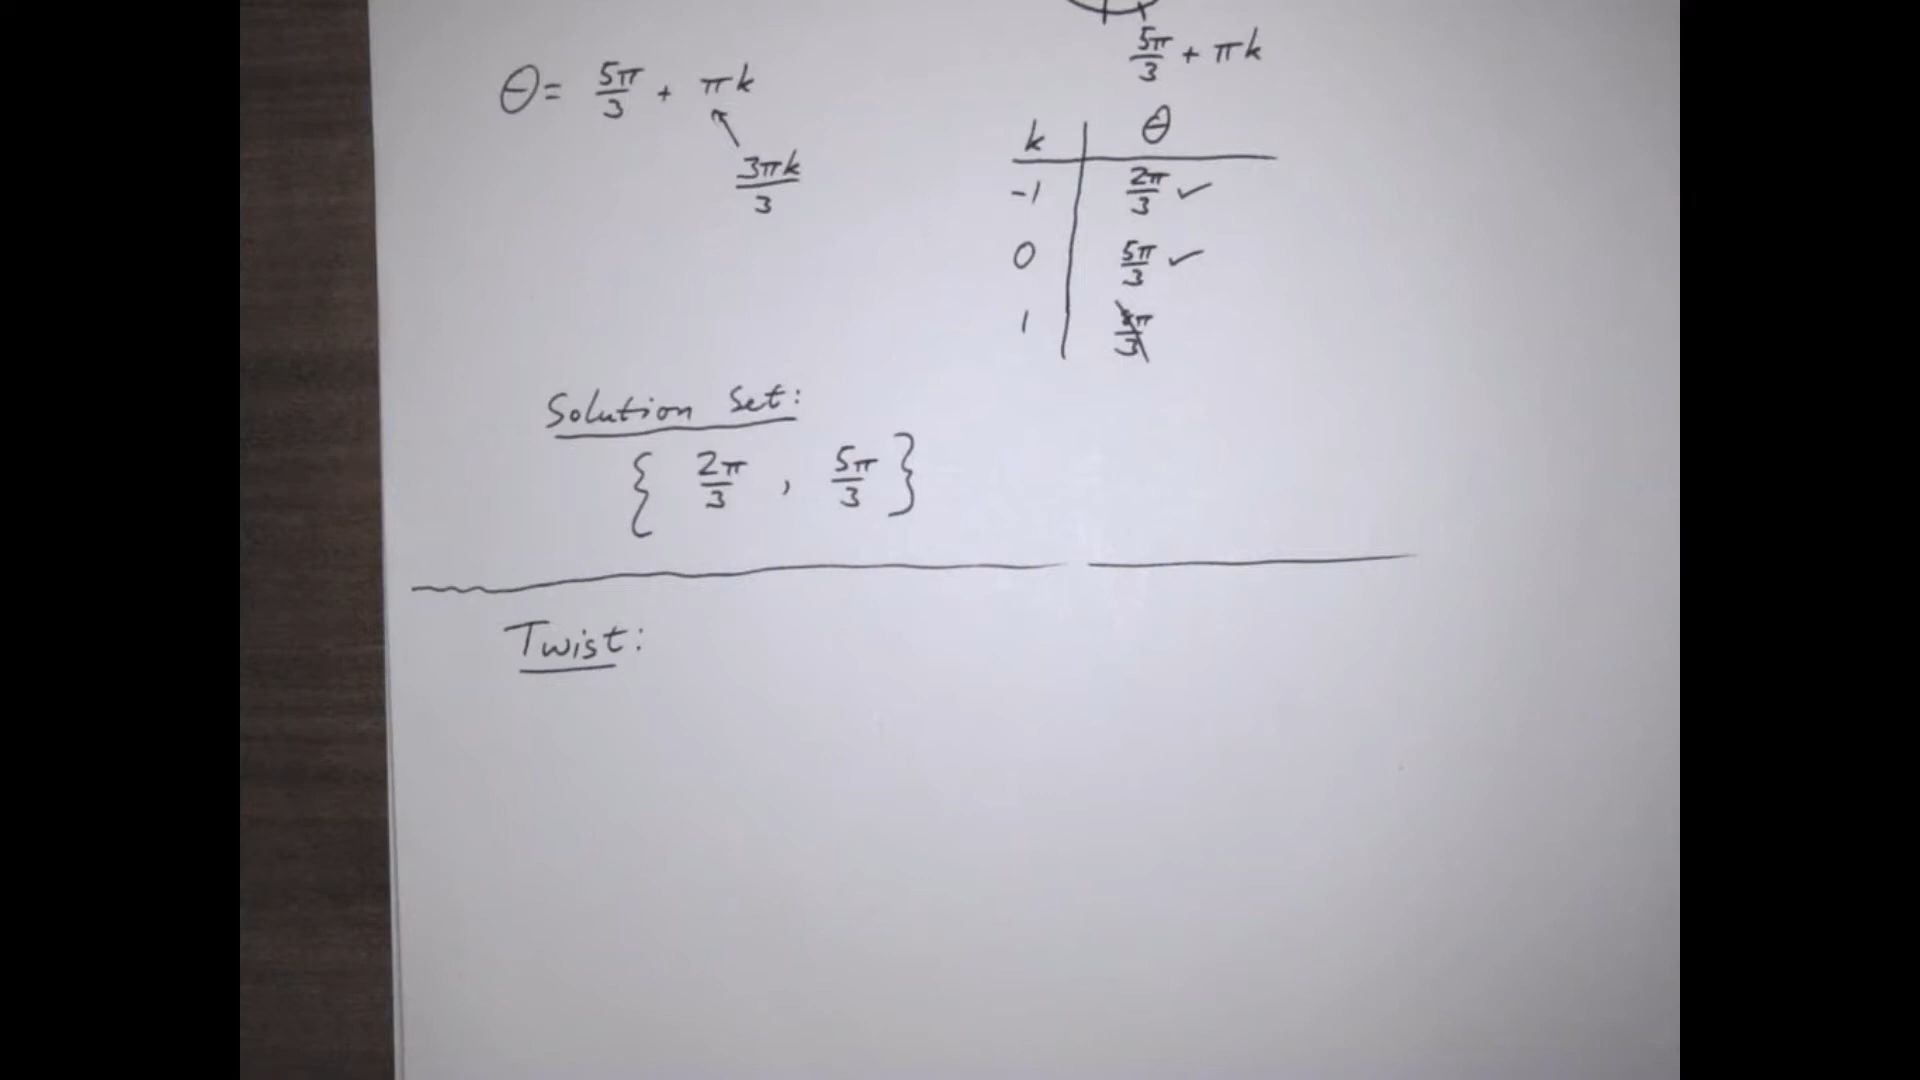 5π/3 + πk
θ = 5π/3 + πk
3πk/3
k | θ
-1 | 2π/3 ✓
0 | 5π/3 ✓
1 | 8π/3
Solution Set:
{ 2π/3 , 5π/3 }
Twist: